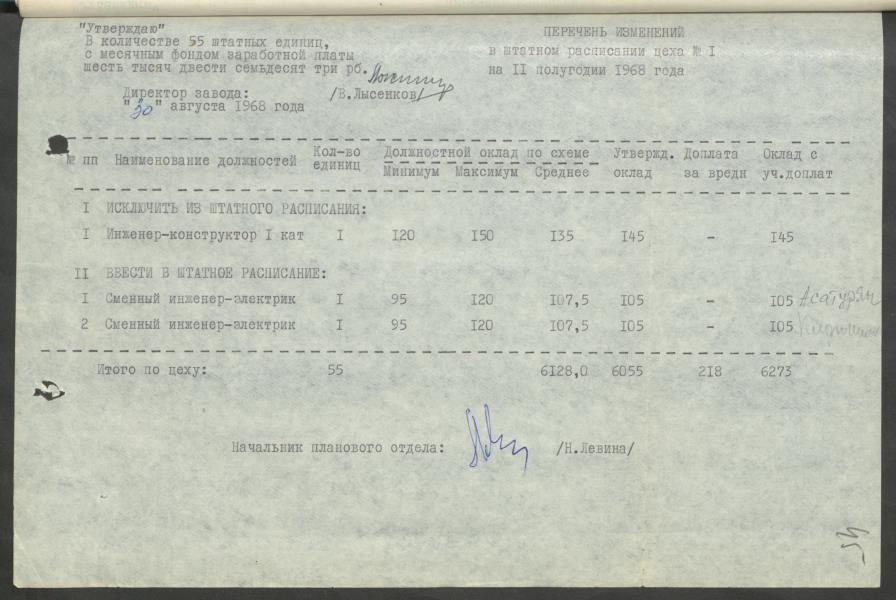 "Утверждаю"
В количестве 55 штатных единиц,
с месячным фондом заработной платы
шесть тысяч двести семьдесят три рб.
Директор завода: /В.Лысенков/
"30" августа 1968 года
ПЕРЕЧЕНЬ ИЗМЕНЕНИЙ
в штатном расписании цеха № I
на II полугодии 1968 года
№ пп Наименование должностей Кол-во единиц Должностной оклад по схеме Минимум Максимум Среднее Утвержд. оклад Доплата за вредн Оклад с уч.доплат
I ИСКЛЮЧИТЬ ИЗ ШТАТНОГО РАСПИСАНИЯ:
I Инженер-конструктор I кат I I20 I50 I35 I45 - I45
II ВВЕСТИ В ШТАТНОЕ РАСПИСАНИЕ:
I Сменный инженер-электрик I 95 I20 I07,5 I05 - I05 Асатурян
2 Сменный инженер-электрик I 95 I20 I07,5 I05 - I05
Итого по цеху: 55 6128,0 6055 218 6273
Начальник планового отдела: /Н.Левина/